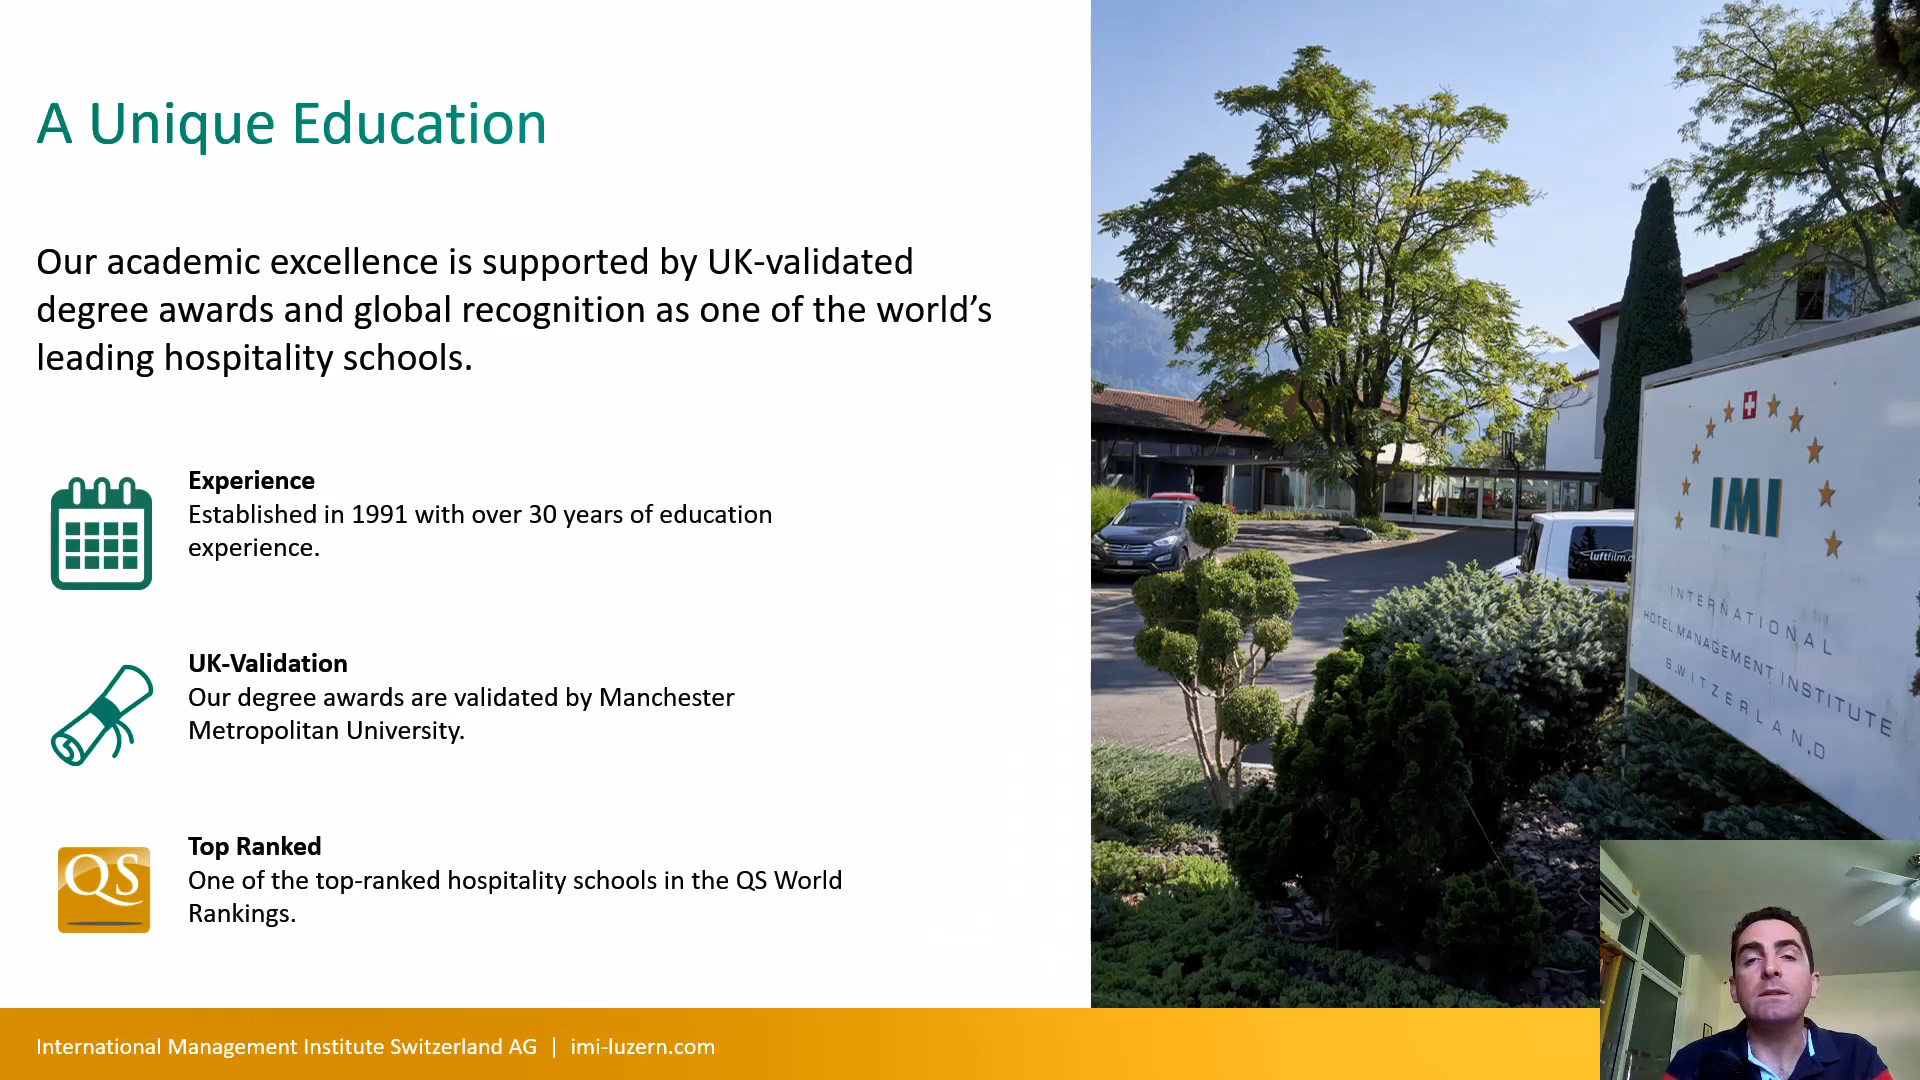 A Unique Education
Our academic excellence is supported by UK-validated
degree awards and global recognition as one of the world’s
leading hospitality schools.
Experience
Established in 1991 with over 30 years of education
experience.
UK-Validation
Our degree awards are validated by Manchester
Metropolitan University.
QS
Top Ranked
One of the top-ranked hospitality schools in the QS World
Rankings.
International Management Institute Switzerland AG | imi-luzern.com
IMI
INTERNATIONAL
HOTEL MANAGEMENT INSTITUTE
SWITZERLAND